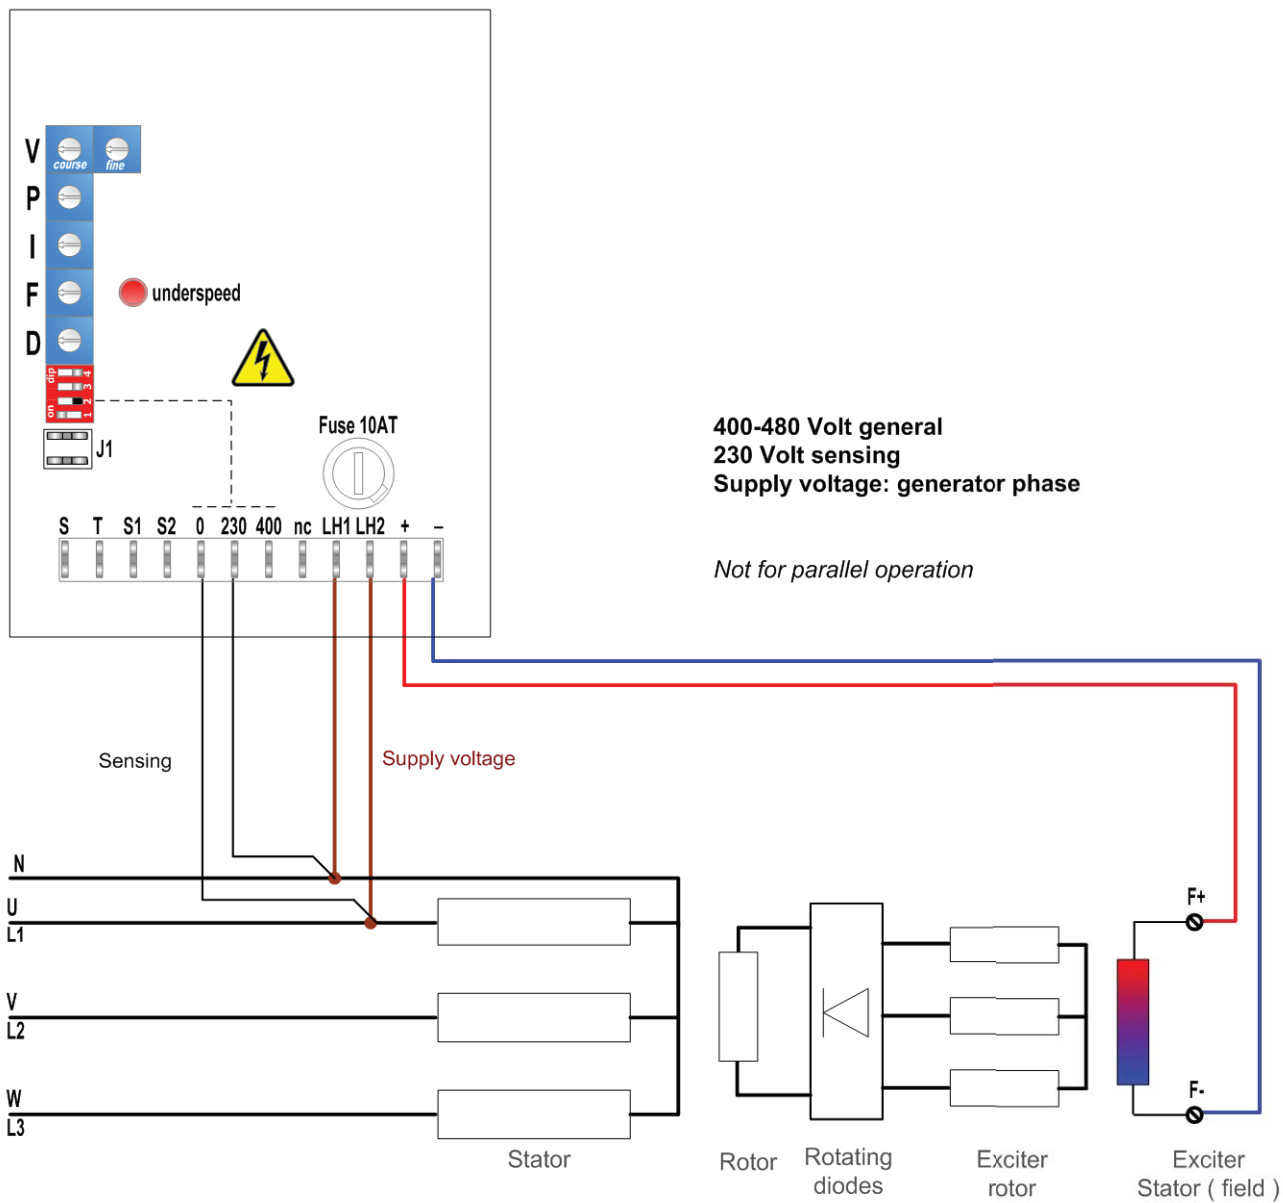 V
course fine
P
I
F
underspeed
D
dip
4
3
2
1
on
J1
Fuse 10AT
S T S1 S2 0 230 400 nc LH1 LH2 + –
400-480 Volt general
230 Volt sensing
Supply voltage: generator phase
Not for parallel operation
Sensing
Supply voltage
N
U
L1
V
L2
W
L3
F+
F-
Stator
Rotor
Rotating
diodes
Exciter
rotor
Exciter
Stator ( field )